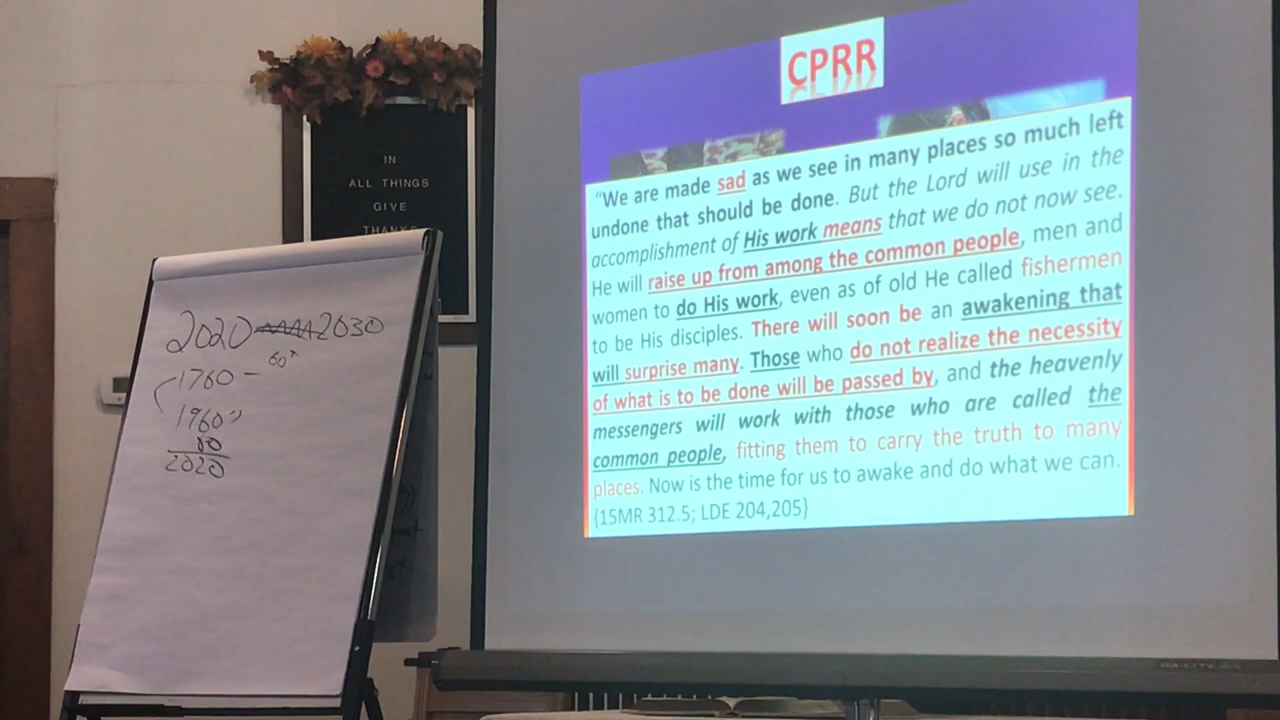 IN
ALL THINGS
GIVE
THANKS
2020 2030
60
1760 -
1960
2020
CPRR
"We are made sad as we see in many places so much left
undone that should be done. But the Lord will use in the
accomplishment of His work means that we do not now see.
He will raise up from among the common people, men and
women to do His work, even as of old He called fishermen
to be His disciples. There will soon be an awakening that
will surprise many. Those who do not realize the necessity
of what is to be done will be passed by, and the heavenly
messengers will work with those who are called the
common people, fitting them to carry the truth to many
places. Now is the time for us to awake and do what we can.
{15MR 312.5; LDE 204,205}
DA-LITE